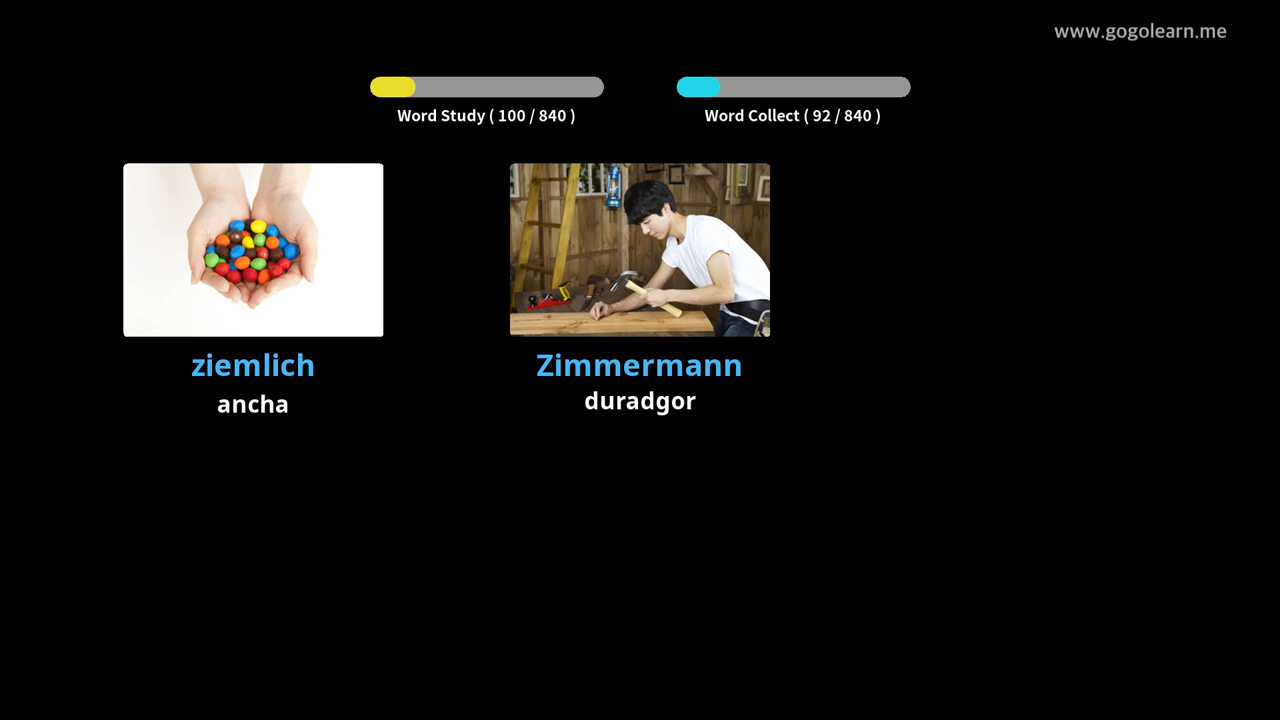 www.gogolearn.me
Word Study ( 100 / 840 )
Word Collect ( 92 / 840 )
ziemlich
ancha
Zimmermann
duradgor